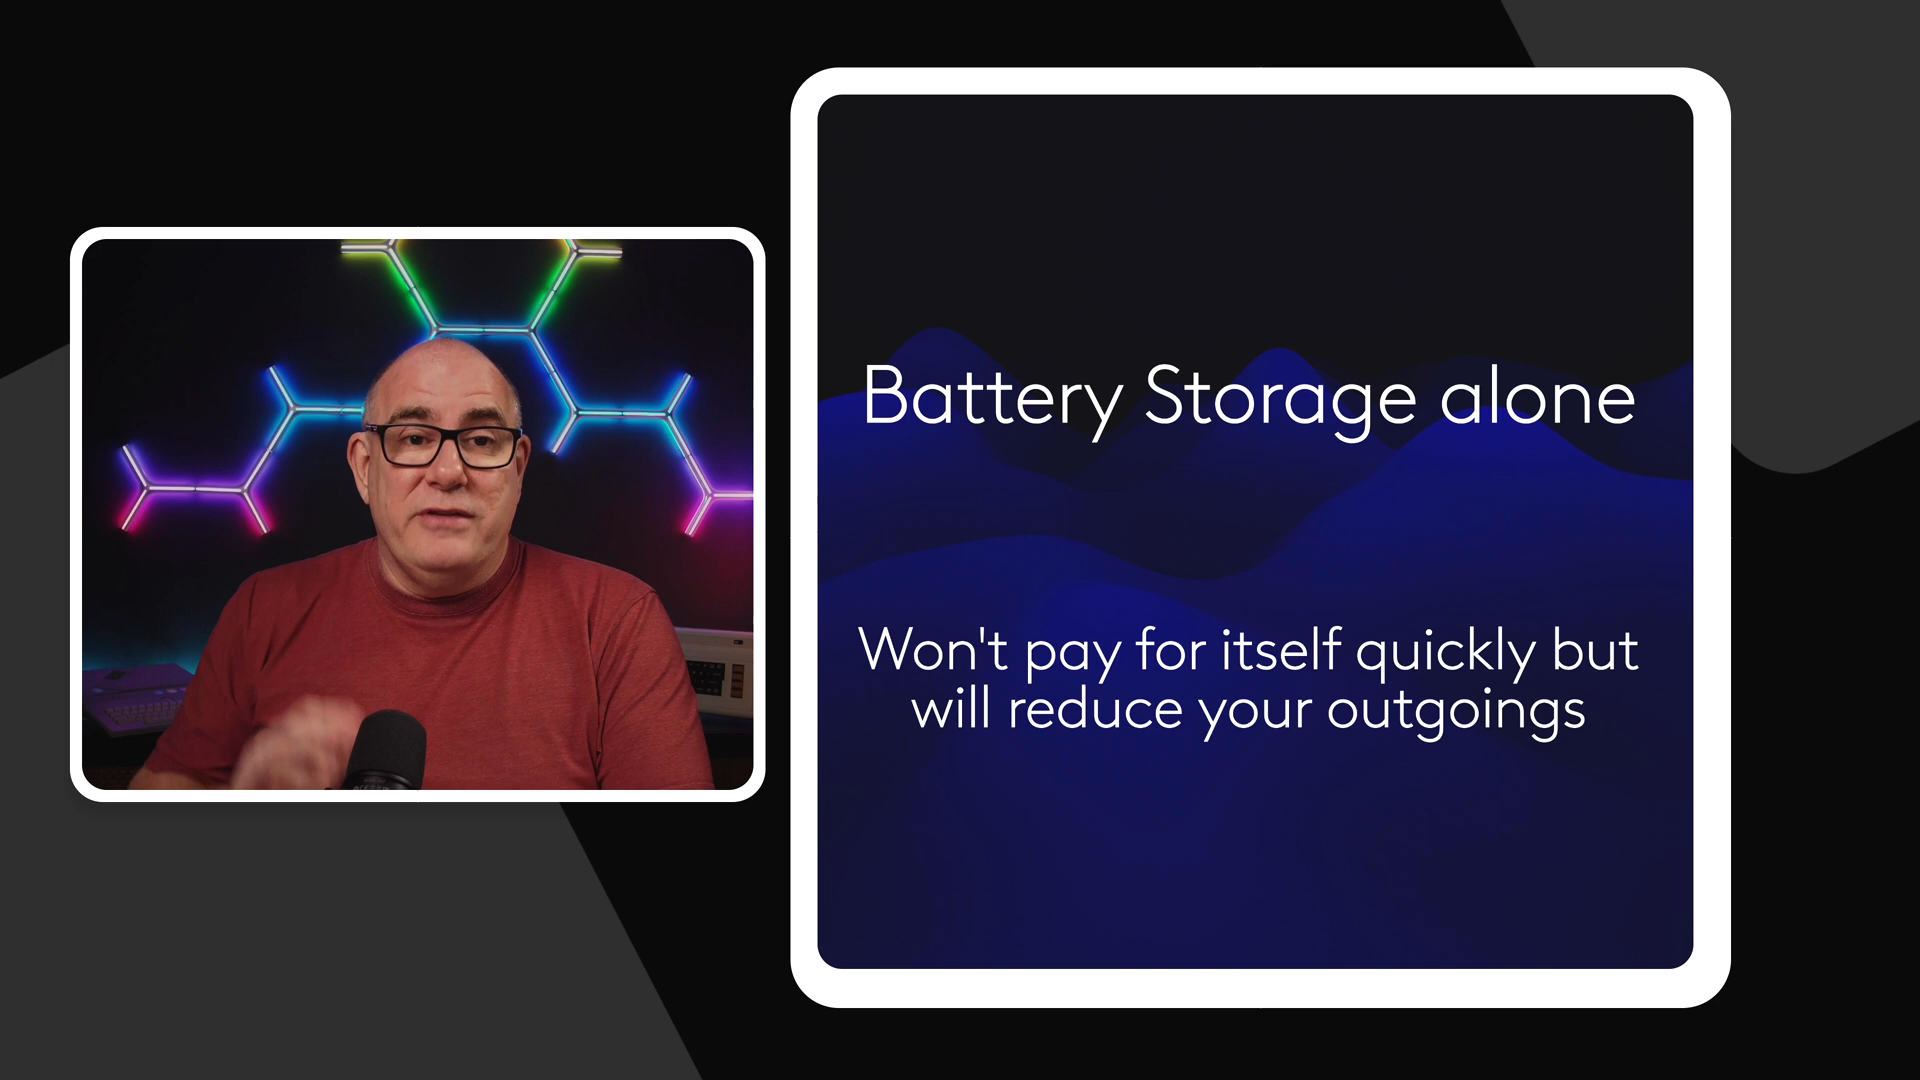 Battery Storage alone
Won't pay for itself quickly but
will reduce your outgoings